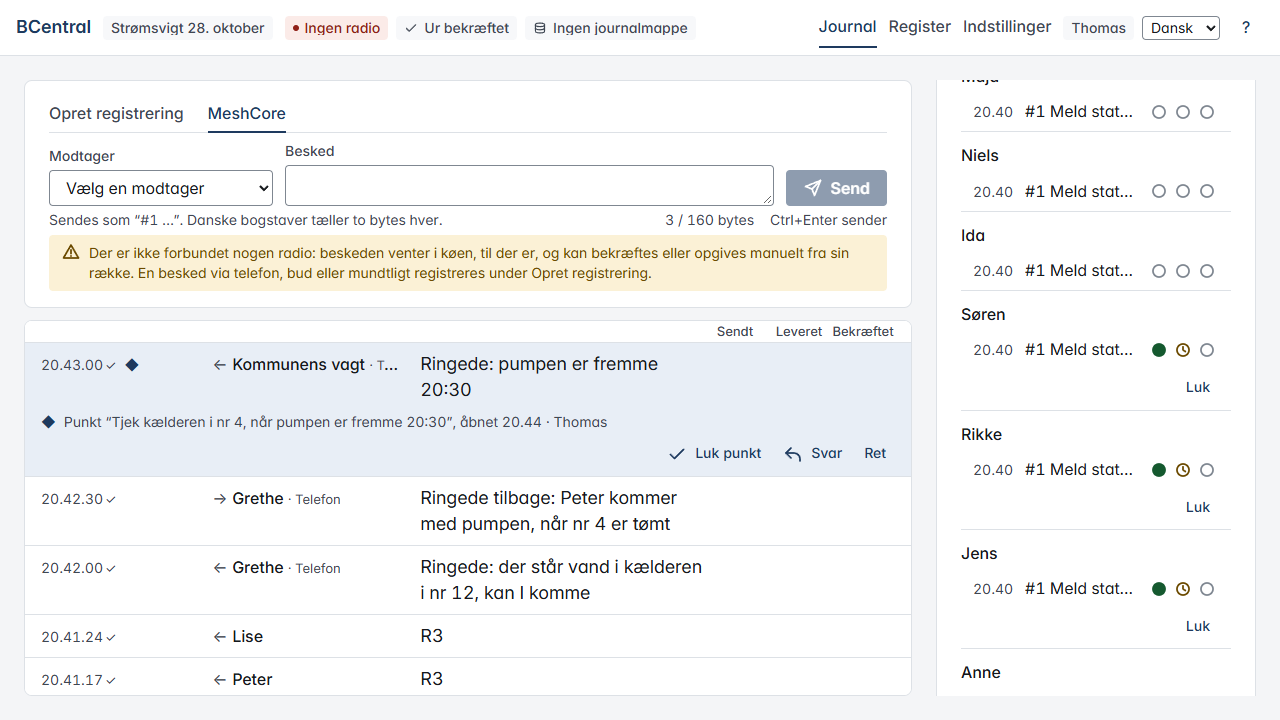 BCentral Strømsvigt 28. oktober Ingen radio Ur bekræftet Ingen journalmappe Journal Register Indstillinger Thomas Dansk ?
Opret registrering MeshCore
Modtager Besked
Vælg en modtager Send
Sendes som “#1 ...”. Danske bogstaver tæller to bytes hver. 3 / 160 bytes Ctrl+Enter sender
Der er ikke forbundet nogen radio: beskeden venter i køen, til der er, og kan bekræftes eller opgives manuelt fra sin
række. En besked via telefon, bud eller mundtligt registreres under Opret registrering.
Sendt Leveret Bekræftet
20.43.00 ← Kommunens vagt · T... Ringede: pumpen er fremme
20:30
Punkt “Tjek kælderen i nr 4, når pumpen er fremme 20:30”, åbnet 20.44 · Thomas
Luk punkt Svar Ret
20.42.30 → Grethe · Telefon Ringede tilbage: Peter kommer
med pumpen, når nr 4 er tømt
20.42.00 ← Grethe · Telefon Ringede: der står vand i kælderen
i nr 12, kan I komme
20.41.24 ← Lise R3
20.41.17 ← Peter R3
20.40 #1 Meld stat...
Niels
20.40 #1 Meld stat...
Ida
20.40 #1 Meld stat...
Søren
20.40 #1 Meld stat...
Luk
Rikke
20.40 #1 Meld stat...
Luk
Jens
20.40 #1 Meld stat...
Luk
Anne